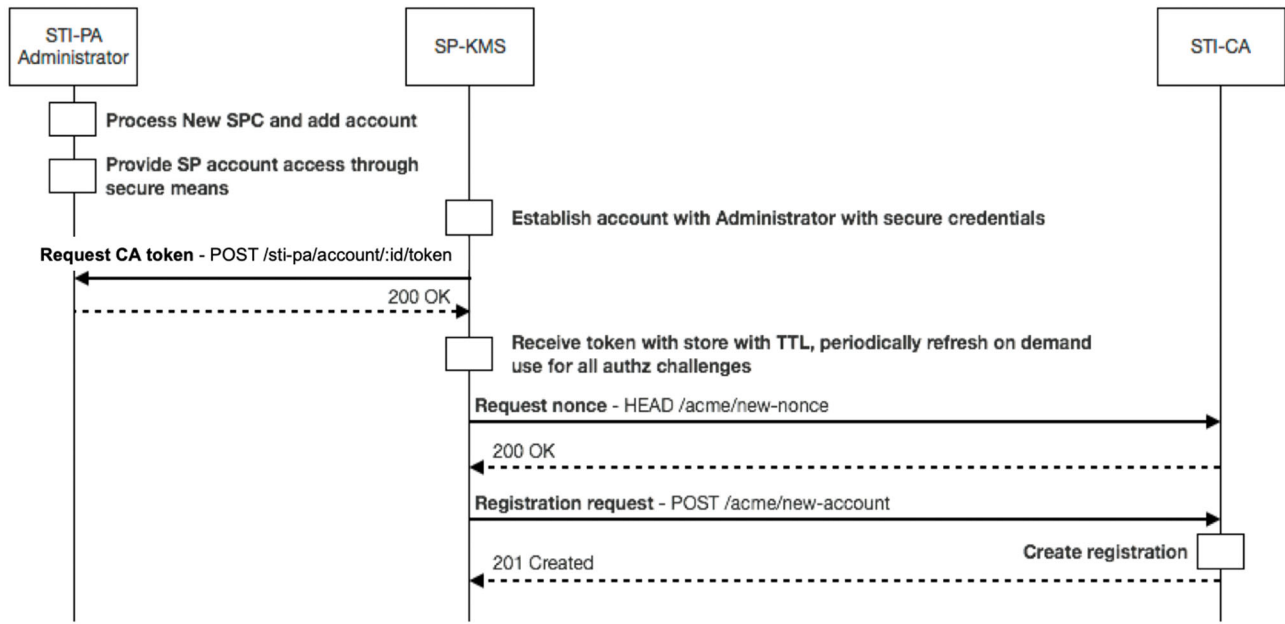 STI-PA
Administrator
SP-KMS
STI-CA
Process New SPC and add account
Provide SP account access through
secure means
Establish account with Administrator with secure credentials
Request CA token - POST /sti-pa/account/:id/token
200 OK
Receive token with store with TTL, periodically refresh on demand
use for all authz challenges
Request nonce - HEAD /acme/new-nonce
200 OK
Registration request - POST /acme/new-account
Create registration
201 Created